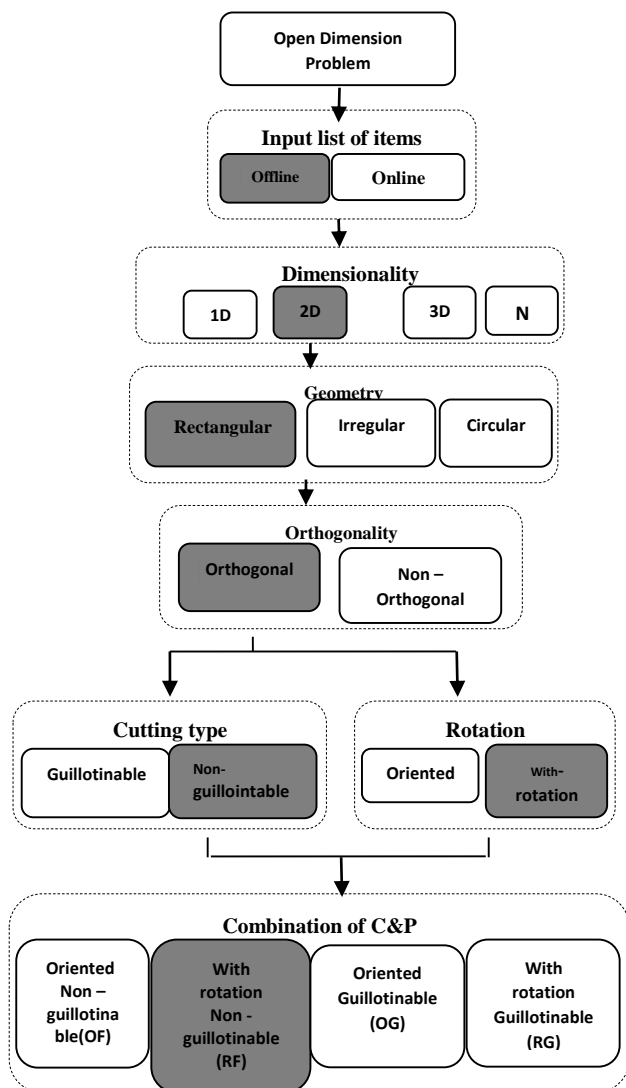 Open Dimension
Problem
Input list of items
Offline
Online
Dimensionality
1D
2D
3D
N
Geometry
Rectangular
Irregular
Circular
Orthogonality
Orthogonal
Non –
Orthogonal
Cutting type
Guillotinable
Non-
guillointable
Rotation
Oriented
With-
rotation
Combination of C&P
Oriented
Non –
guillotina
ble(OF)
With
rotation
Non -
guillotinable
(RF)
Oriented
Guillotinable
(OG)
With
rotation
Guillotinable
(RG)